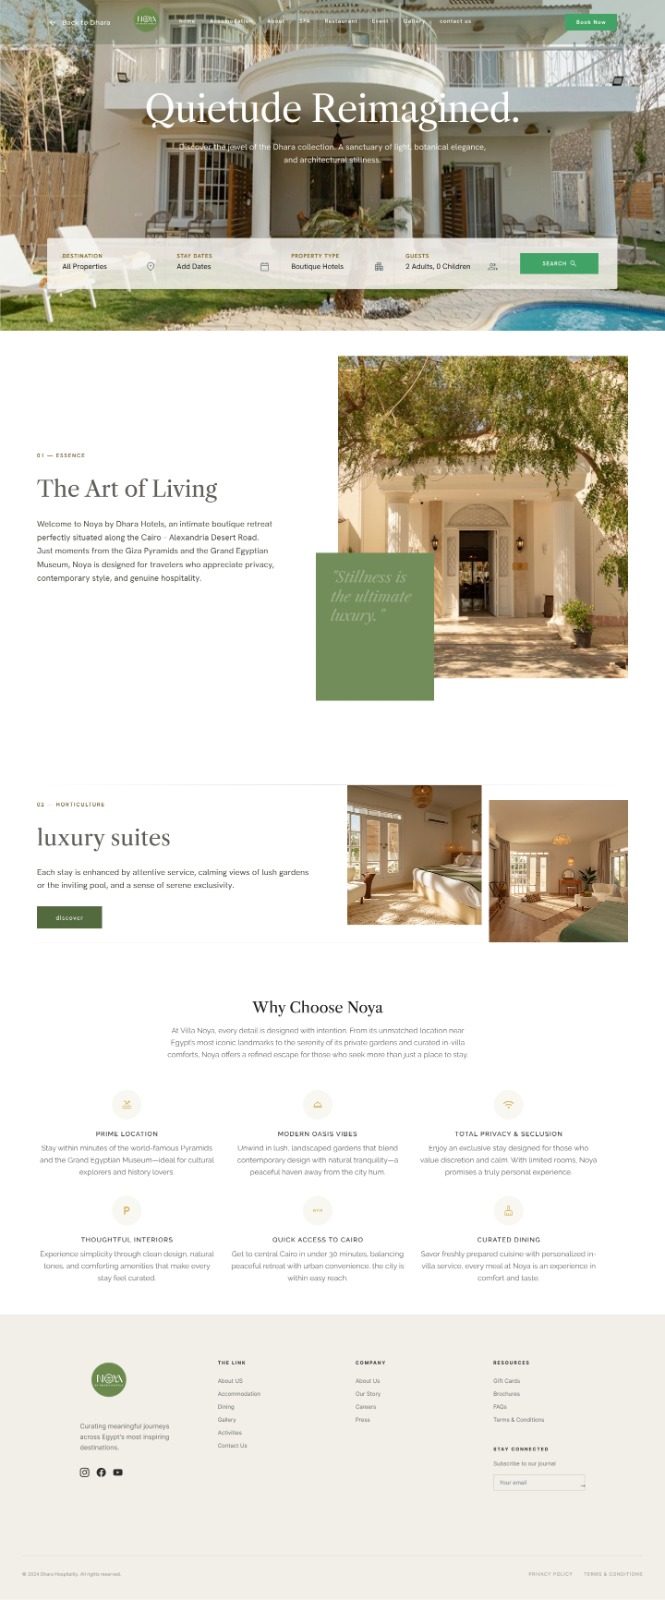 Back to Dhara
NOYA
Home Accommodation About Spa Restaurant Event Gallery contact us
Book Now
Quietude Reimagined.
Discover the jewel of the Dhara collection. A sanctuary of light, botanical elegance,
and architectural stillness.
DESTINATION
All Properties
STAY DATES
Add Dates
PROPERTY TYPE
Boutique Hotels
GUESTS
2 Adults, 0 Children
SEARCH
01 — ESSENCE
The Art of Living
Welcome to Noya by Dhara Hotels, an intimate boutique retreat
perfectly situated along the Cairo - Alexandria Desert Road.
Just moments from the Giza Pyramids and the Grand Egyptian
Museum, Noya is designed for travelers who appreciate privacy,
contemporary style, and genuine hospitality.
"Stillness is
the ultimate
luxury."
02 — HORTICULTURE
luxury suites
Each stay is enhanced by attentive service, calming views of lush gardens
or the inviting pool, and a sense of serene exclusivity.
discover
Why Choose Noya
At Villa Noya, every detail is designed with intention. From its unmatched location near
Egypt's most iconic landmarks to the serenity of its private gardens and curated in-villa
comforts, Noya offers a refined escape for those who seek more than just a place to stay.
PRIME LOCATION
Stay within minutes of the world-famous Pyramids
and the Grand Egyptian Museum—ideal for cultural
explorers and history lovers.
MODERN OASIS VIBES
Unwind in lush, landscaped gardens that blend
contemporary design with natural tranquility—a
peaceful haven away from the city hum.
TOTAL PRIVACY & SECLUSION
Enjoy an exclusive stay designed for those who
value discretion and calm. With limited rooms, Noya
promises a truly personal experience.
P
THOUGHTFUL INTERIORS
Experience simplicity through clean design, natural
tones, and comforting amenities that make every
stay feel curated.
QUICK ACCESS TO CAIRO
Get to central Cairo in under 30 minutes, balancing
peaceful retreat with urban convenience. the city is
within easy reach.
CURATED DINING
Savor freshly prepared cuisine with personalized in-
villa service, every meal at Noya is an experience in
comfort and taste.
NOYA
Curating meaningful journeys
across Egypt's most inspiring
destinations.
THE LINK
About US
Accommodation
Dining
Gallery
Activities
Contact Us
COMPANY
About Us
Our Story
Careers
Press
RESOURCES
Gift Cards
Brochures
FAQs
Terms & Conditions
STAY CONNECTED
Subscribe to our journal
Your email
© 2024 Dhara Hospitality. All rights reserved.
PRIVACY POLICY TERMS & CONDITIONS